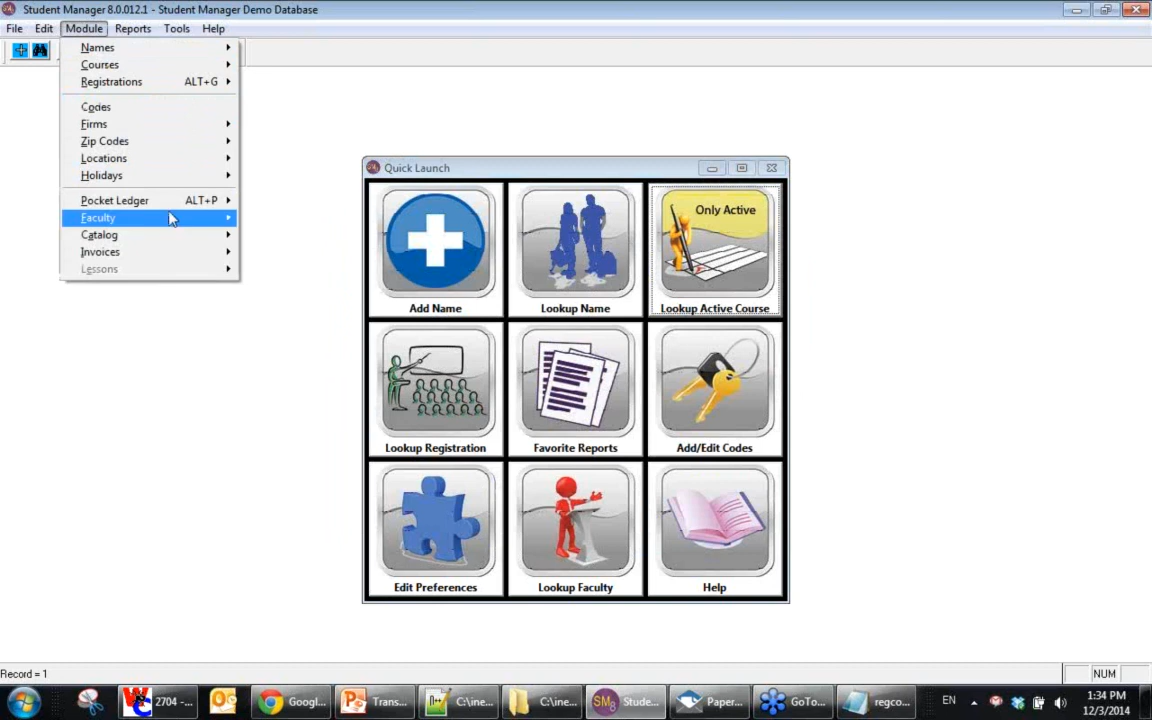 Student Manager 8.0.012.1 - Student Manager Demo Database
File Edit Module Reports Tools Help
Names
Courses
Registrations ALT+G
Codes
Firms
Zip Codes
Locations
Holidays
Pocket Ledger ALT+P
Faculty
Catalog
Invoices
Lessons
Quick Launch
Only Active
Add Name Lookup Name Lookup Active Course
Lookup Registration Favorite Reports Add/Edit Codes
Edit Preferences Lookup Faculty Help
Record = 1
NUM
2704 -... Googl... Trans... C:\ine... C:\ine... SM8 Stude... Paper... GoTo... regco... EN 1:34 PM
12/3/2014